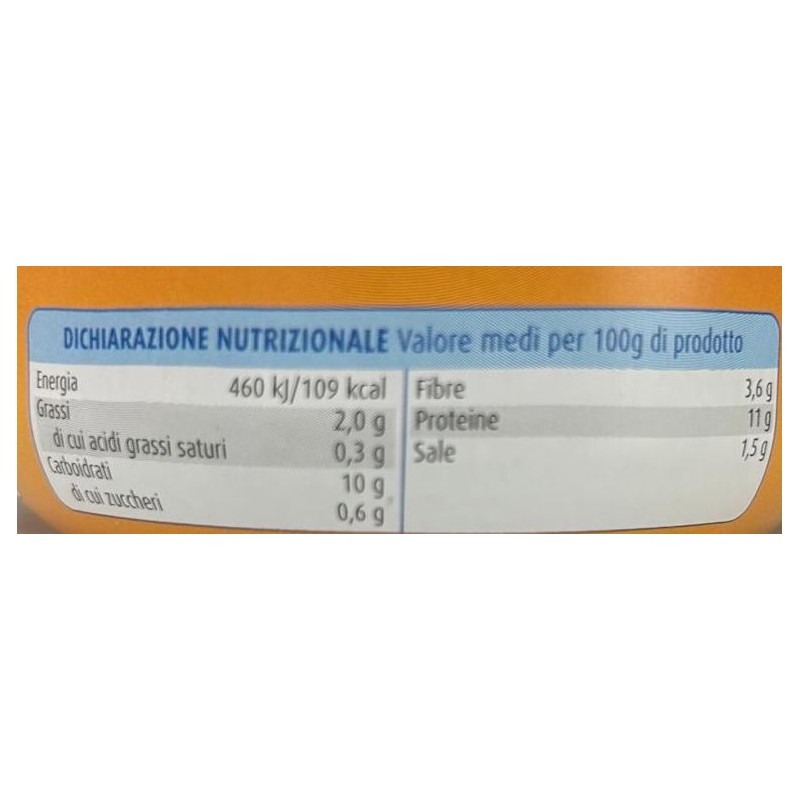 DICHIARAZIONE NUTRIZIONALE Valore medi per 100g di prodotto
Energia 460 kJ/109 kcal
Grassi 2,0 g
di cui acidi grassi saturi 0,3 g
Carboidrati 10 g
di cui zuccheri 0,6 g
Fibre 3,6 g
Proteine 11 g
Sale 1,5 g